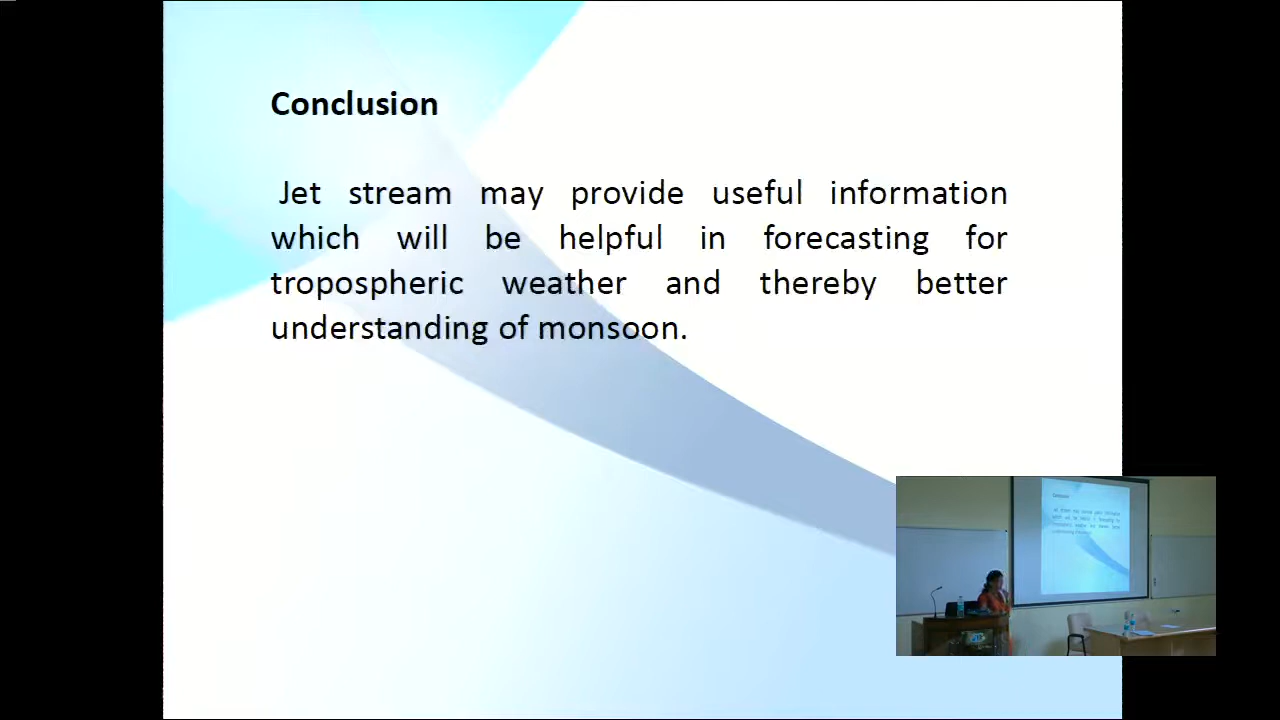 Conclusion
Jet stream may provide useful information
which will be helpful in forecasting for
tropospheric weather and thereby better
understanding of monsoon.